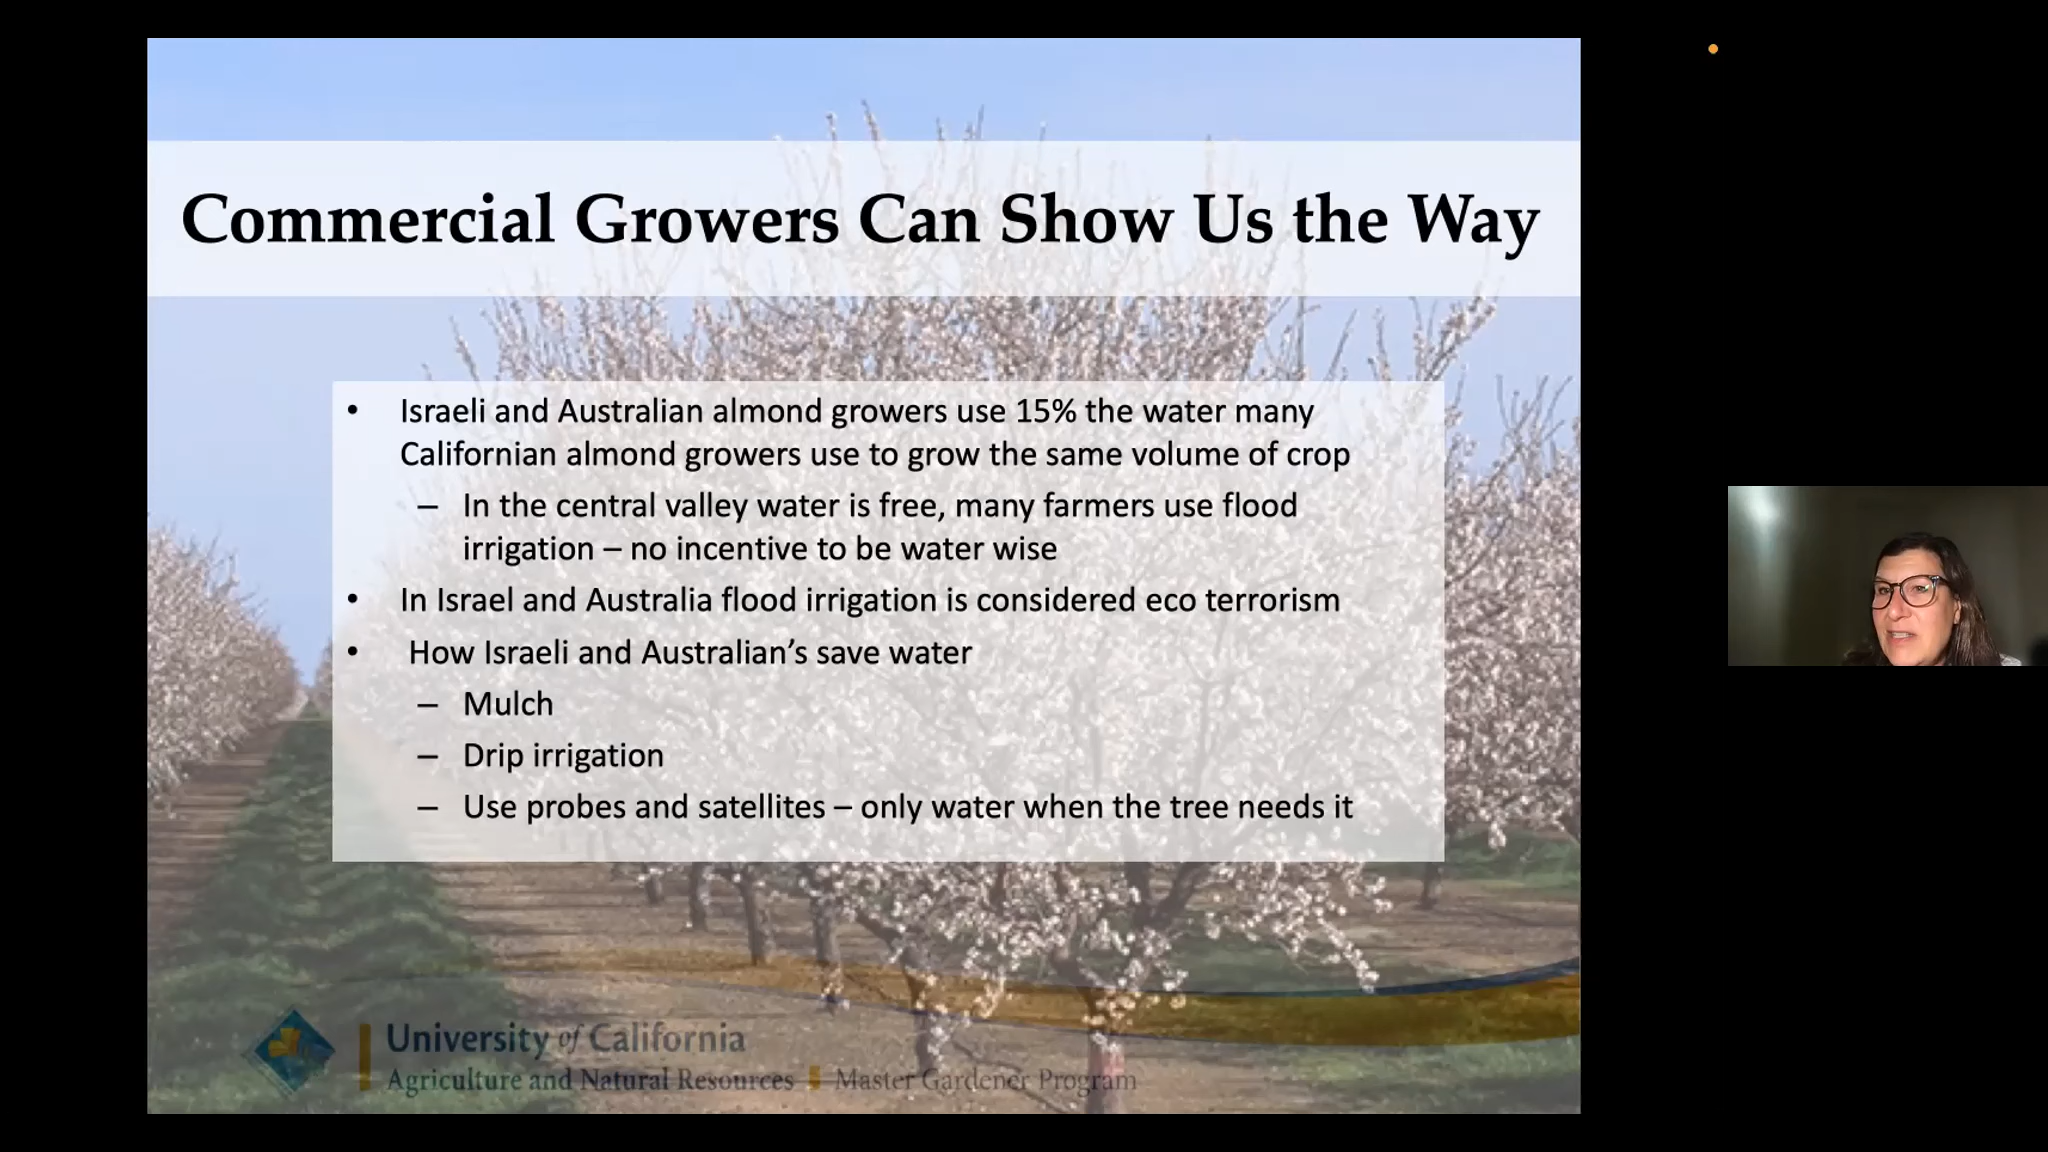 Commercial Growers Can Show Us the Way
• Israeli and Australian almond growers use 15% the water many
Californian almond growers use to grow the same volume of crop
– In the central valley water is free, many farmers use flood
irrigation – no incentive to be water wise
• In Israel and Australia flood irrigation is considered eco terrorism
• How Israeli and Australian’s save water
– Mulch
– Drip irrigation
– Use probes and satellites – only water when the tree needs it
University of California
Agriculture and Natural Resources Master Gardener Program